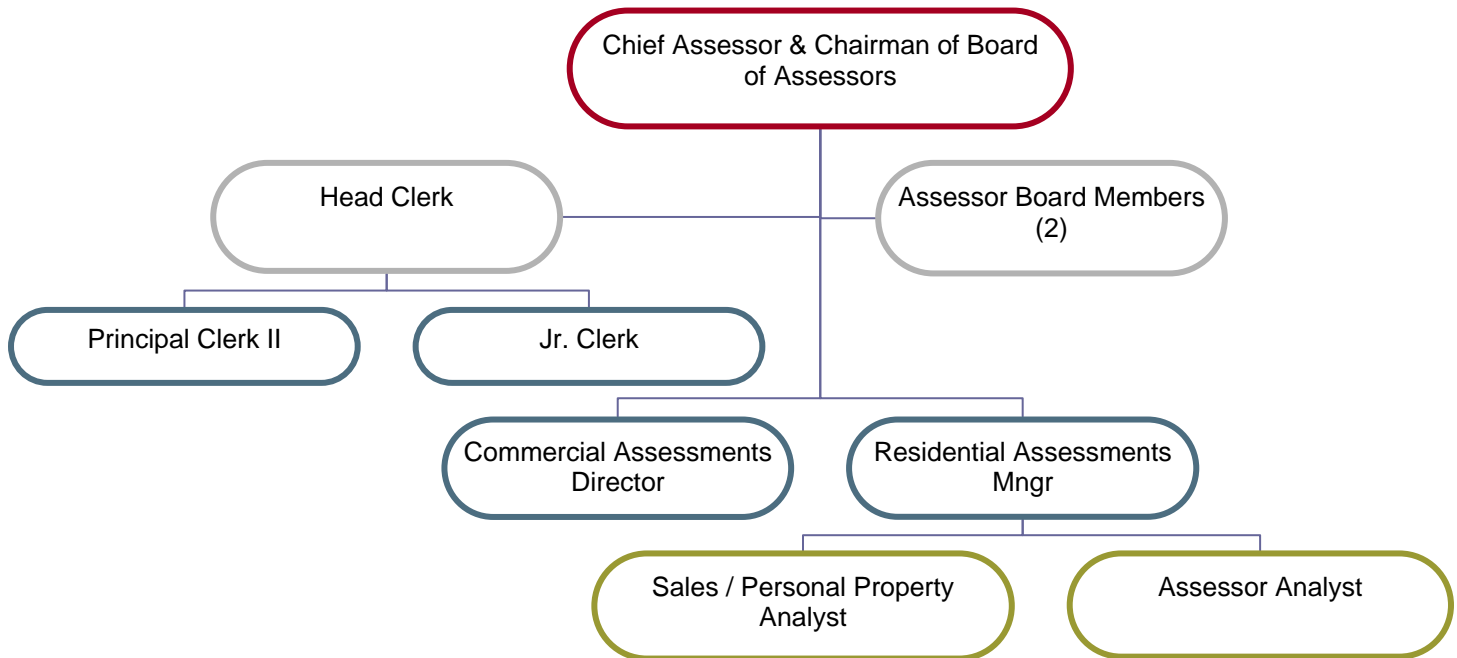 Chief Assessor & Chairman of Board
of Assessors
Head Clerk
Assessor Board Members
(2)
Principal Clerk II
Jr. Clerk
Commercial Assessments
Director
Residential Assessments
Mngr
Sales / Personal Property
Analyst
Assessor Analyst